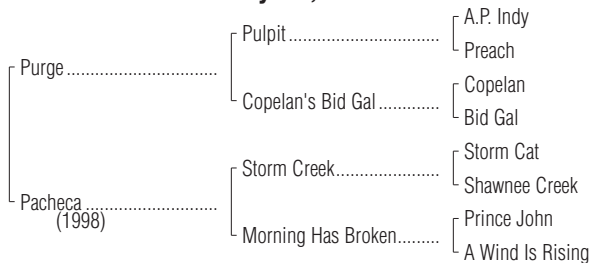 A.P. Indy
Pulpit
Preach
Purge
Copelan
Copelan's Bid Gal
Bid Gal
Storm Cat
Storm Creek
Shawnee Creek
Pacheca
(1998)
Prince John
Morning Has Broken
A Wind Is Rising